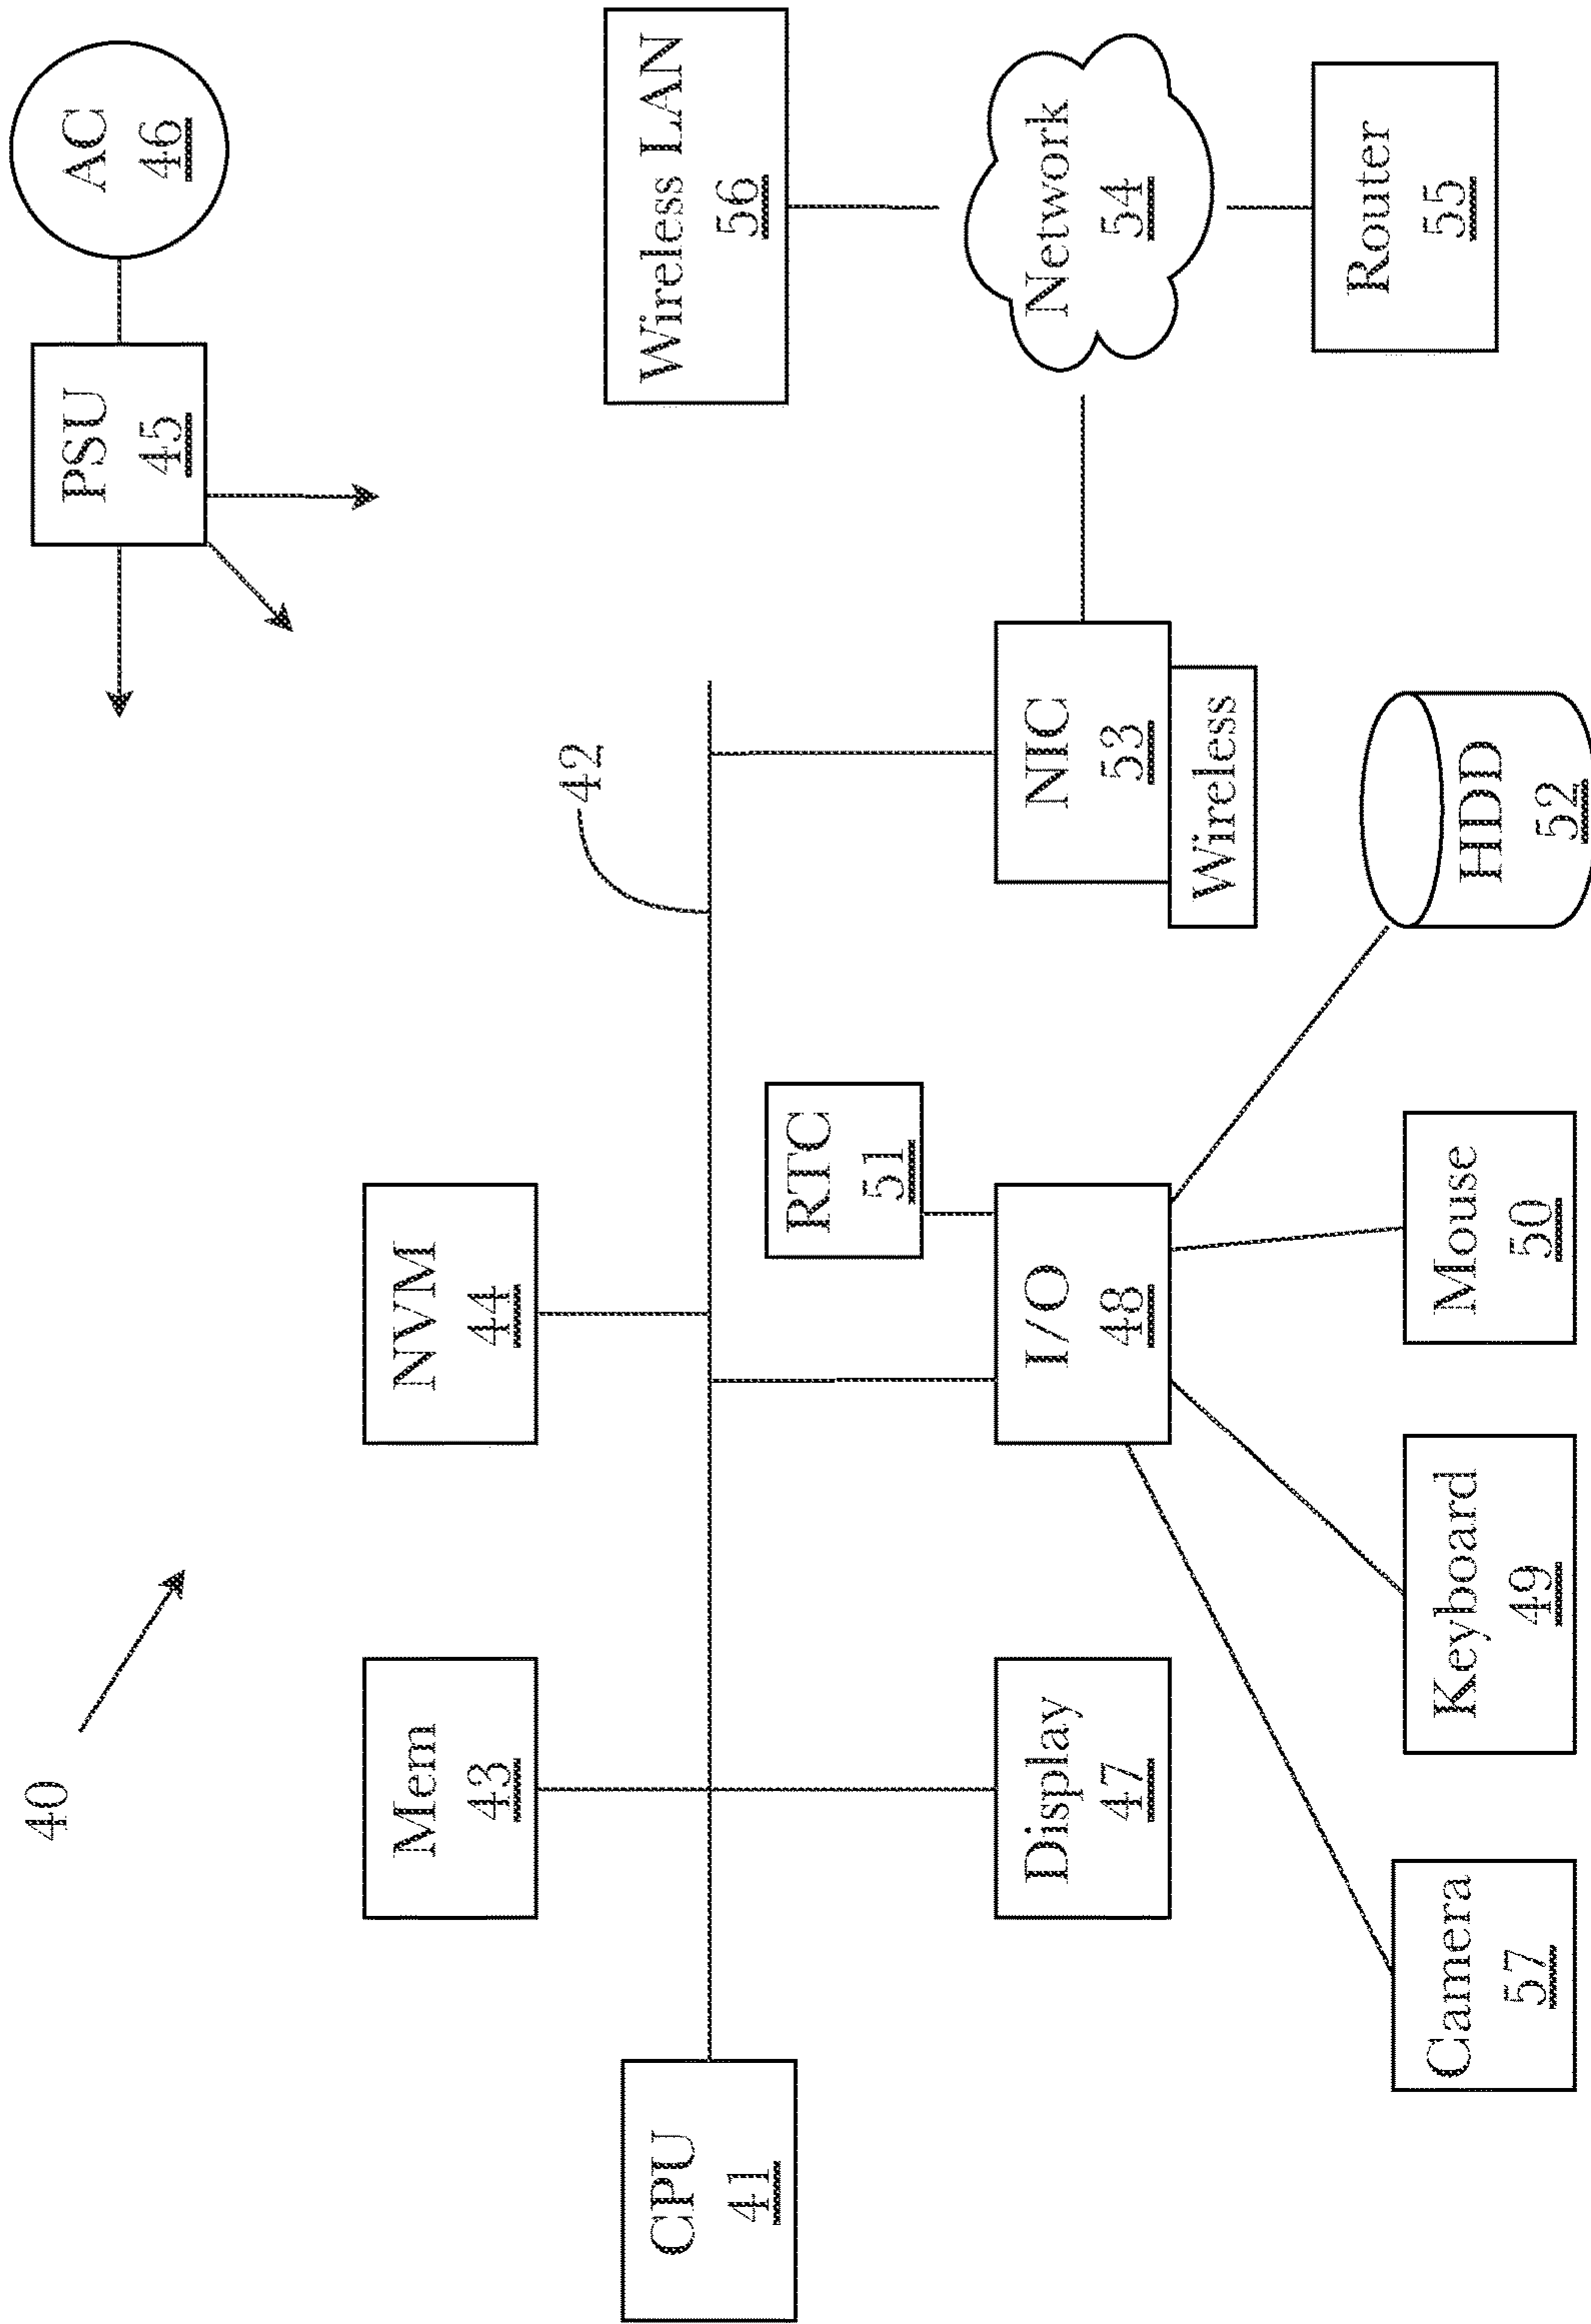 40
AC
46
PSU
45
Mem
43
NVM
44
42
CPU
41
Wireless LAN
56
RTC
51
Display
47
I/O
48
NIC
53
Wireless
Network
54
Camera
57
Keyboard
49
Mouse
50
HDD
52
Router
55